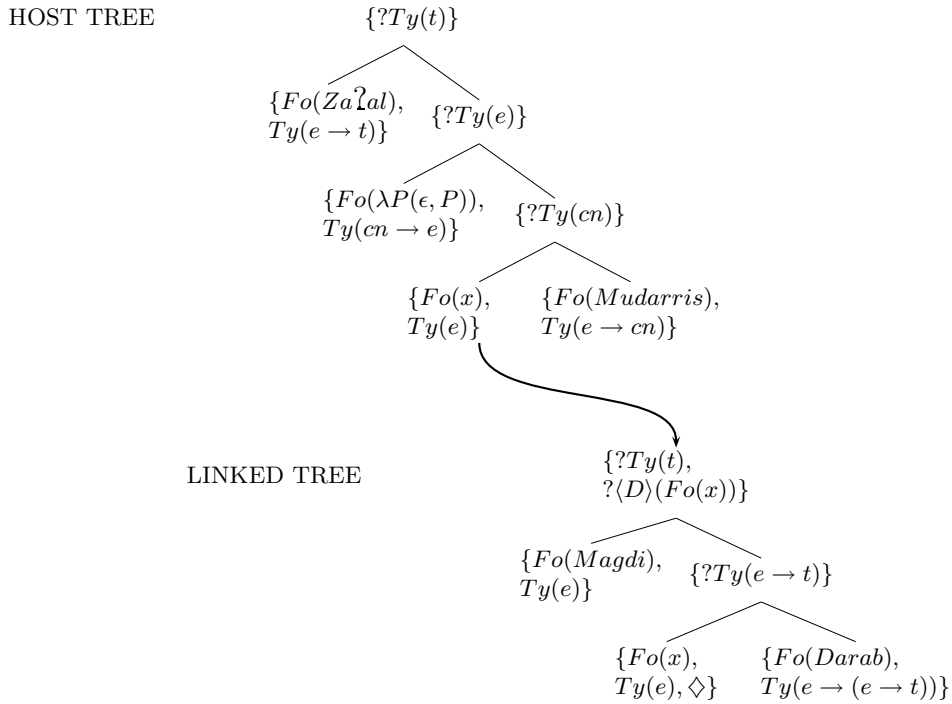 HOST TREE {?Ty(t)}
{Fo(Zaʔal), {?Ty(e)}
Ty(e → t)}
{Fo(λP(ϵ, P)), {?Ty(cn)}
Ty(cn → e)}
{Fo(x), {Fo(Mudarris),
Ty(e)} Ty(e → cn)}
LINKED TREE {?Ty(t),
?⟨D⟩(Fo(x))}
{Fo(Magdi), {?Ty(e → t)}
Ty(e)}
{Fo(x), {Fo(Darab),
Ty(e), ♢} Ty(e → (e → t))}